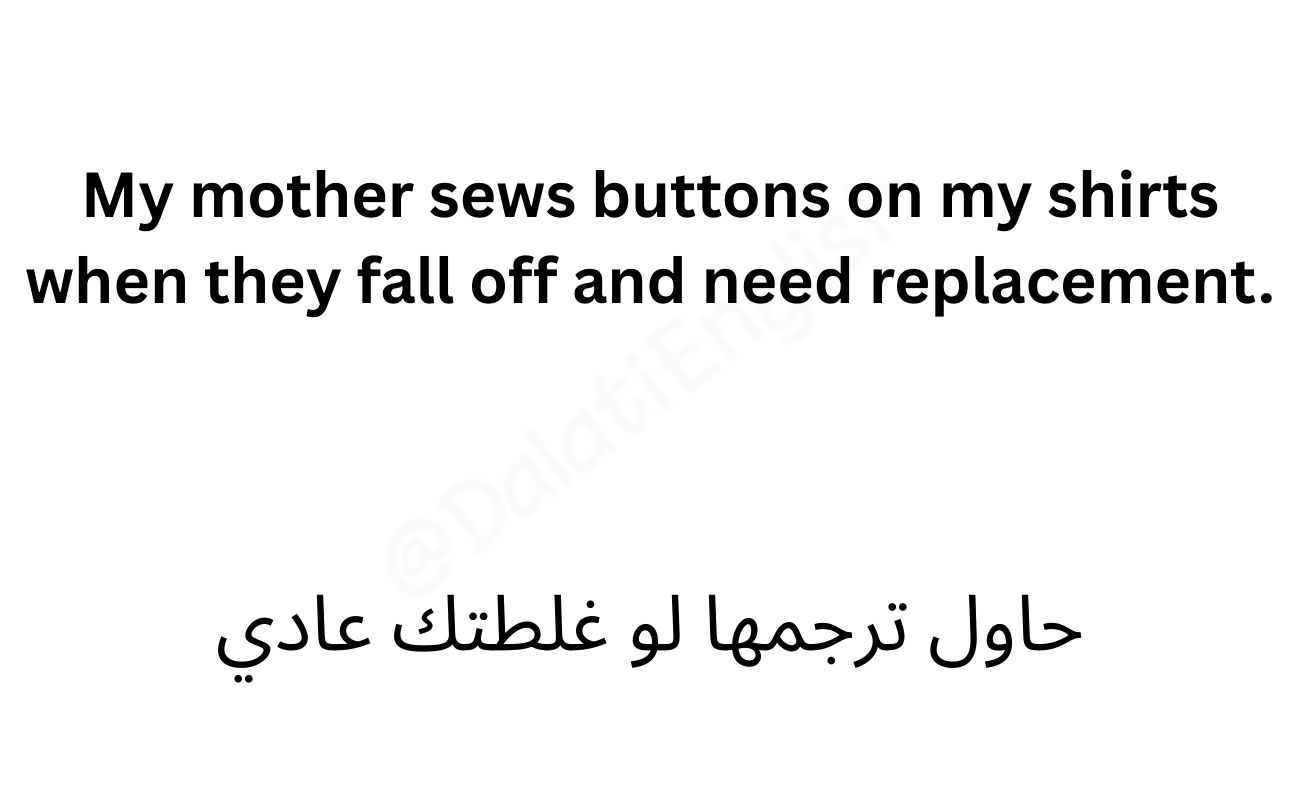 My mother sews buttons on my shirts
when they fall off and need replacement.
@DalatiEnglish
حاول ترجمها لو غلطتك عادي